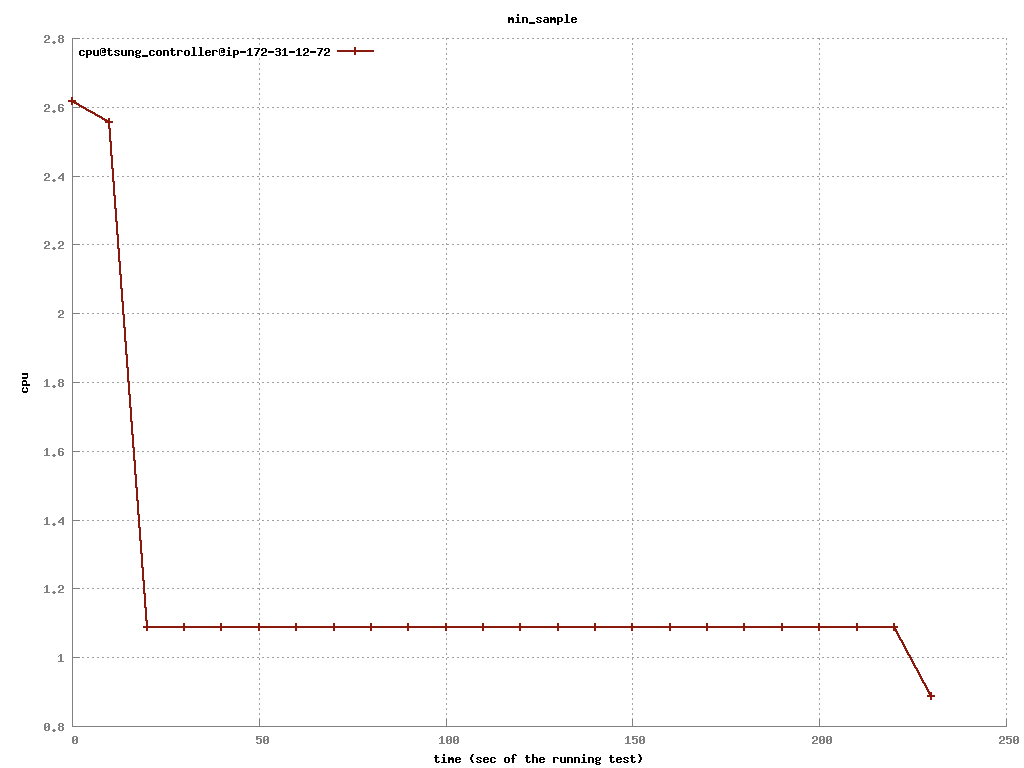 min_sample
2.8
cpu@tsung_controller@ip-172-31-12-72
2.6
2.4
2.2
2
cpu
1.8
1.6
1.4
1.2
1
0.8
0 50 100 150 200 250
time (sec of the running test)